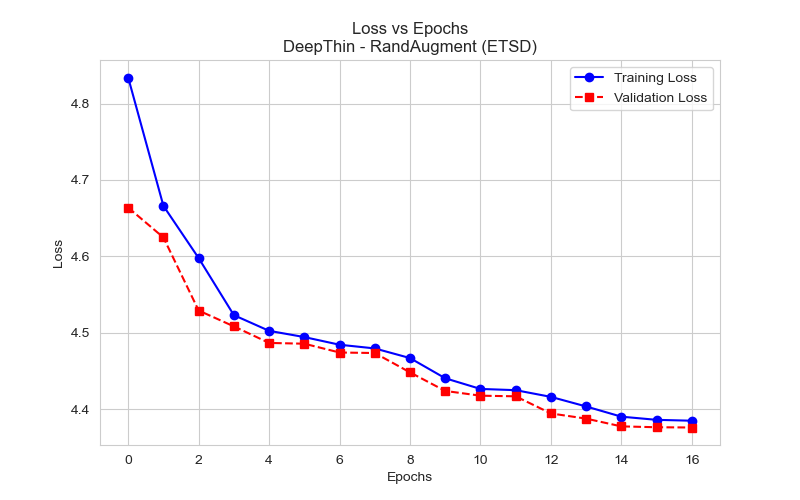 Loss vs Epochs
DeepThin - RandAugment (ETSD)
Training Loss
Validation Loss
Loss
4.8
4.7
4.6
4.5
4.4
0 2 4 6 8 10 12 14 16
Epochs